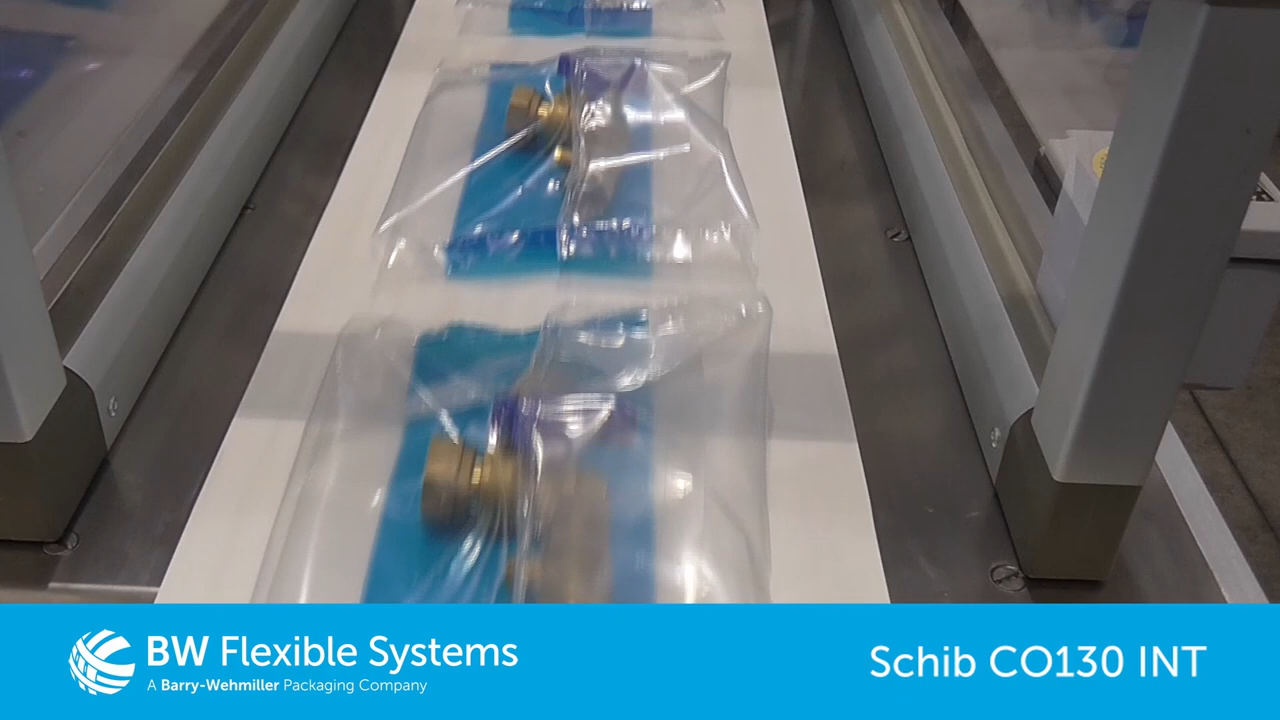 BW Flexible Systems
A Barry-Wehmiller Packaging Company
Schib CO130 INT